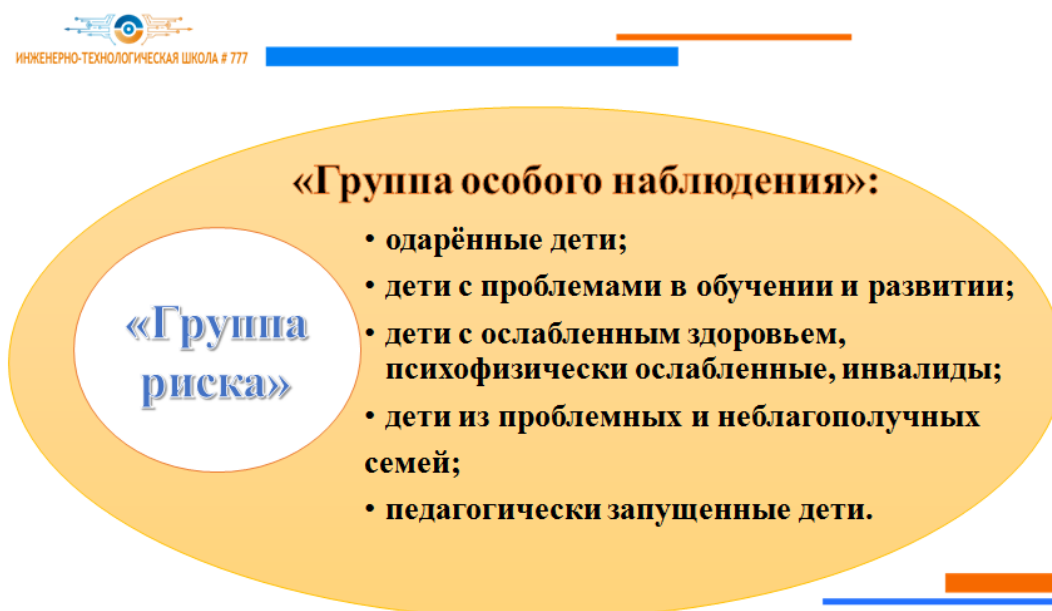 ИНЖЕНЕРНО-ТЕХНОЛОГИЧЕСКАЯ ШКОЛА # 777
«Группа особого наблюдения»:
• одарённые дети;
• дети с проблемами в обучении и развитии;
• дети с ослабленным здоровьем,
психофизически ослабленные, инвалиды;
• дети из проблемных и неблагополучных
семей;
• педагогически запущенные дети.
«Группа
риска»